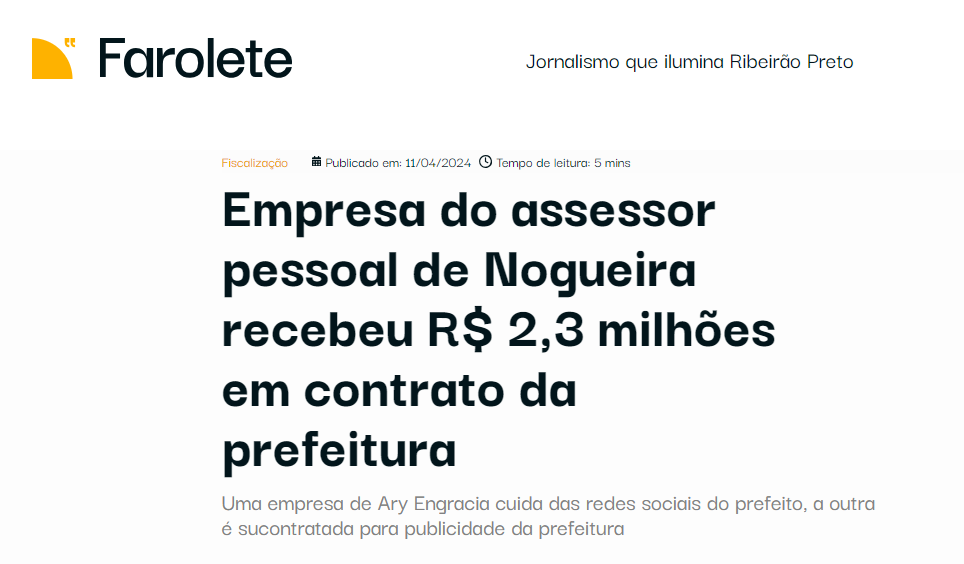 Farolete
Jornalismo que ilumina Ribeirão Preto
Fiscalização Publicado em: 11/04/2024 Tempo de leitura: 5 mins
Empresa do assessor
pessoal de Nogueira
recebeu R$ 2,3 milhões
em contrato da
prefeitura
Uma empresa de Ary Engracia cuida das redes sociais do prefeito, a outra
é sucontratada para publicidade da prefeitura